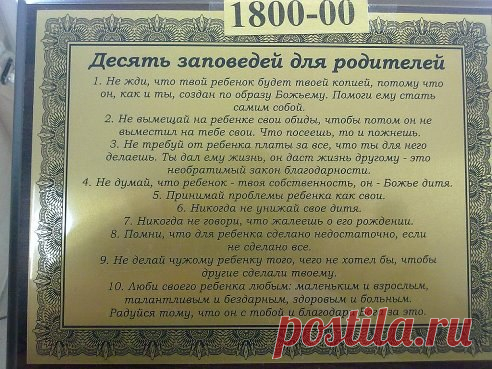 1800-00
Десять заповедей для родителей
1. Не жди, что твой ребенок будет твоей копией, потому что
он, как и ты, создан по образу Божьему. Помоги ему стать
самим собой.
2. Не вымещай на ребенке свои обиды, чтобы потом он не
выместил на тебе свои. Что посеешь, то и пожнешь.
3. Не требуй от ребенка платы за все, что ты для него
делаешь. Ты дал ему жизнь, он даст жизнь другому - это
необратимый закон благодарности.
4. Не думай, что ребенок - твоя собственность, он - Божье дитя.
5. Принимай проблемы ребенка как свои.
6. Никогда не унижай свое дитя.
7. Никогда не говори, что жалеешь о его рождении.
8. Помни, что для ребенка сделано недостаточно, если
не сделано все.
9. Не делай чужому ребенку того, чего не хотел бы, чтобы
другие сделали твоему.
10. Люби своего ребенка любым: маленьким и взрослым,
талантливым и бездарным, здоровым и больным.
Радуйся тому, что он с тобой и благодари Бога за это.
postila.ru